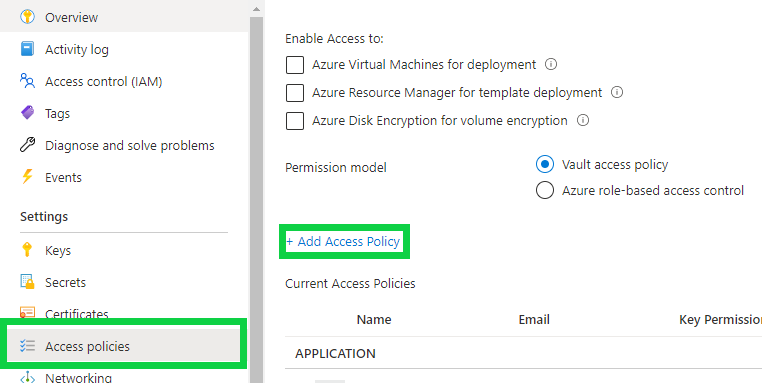 Overview
Activity log
Access control (IAM)
Tags
Diagnose and solve problems
Events
Settings
Keys
Secrets
Certificates
Access policies
Networking
Enable Access to:
Azure Virtual Machines for deployment
Azure Resource Manager for template deployment
Azure Disk Encryption for volume encryption
Permission model
Vault access policy
Azure role-based access control
+ Add Access Policy
Current Access Policies
Name Email Key Permission
APPLICATION